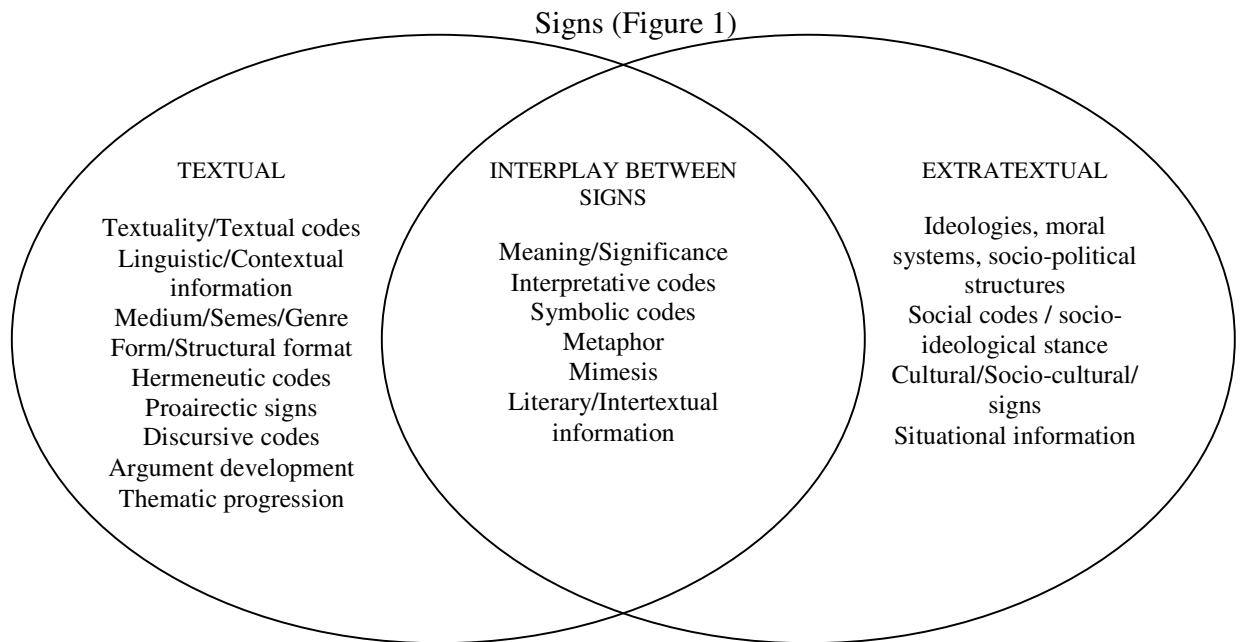 Signs (Figure 1)
TEXTUAL
Textuality/Textual codes
Linguistic/Contextual
information
Medium/Semes/Genre
Form/Structural format
Hermeneutic codes
Proairectic signs
Discursive codes
Argument development
Thematic progression
INTERPLAY BETWEEN
SIGNS
Meaning/Significance
Interpretative codes
Symbolic codes
Metaphor
Mimesis
Literary/Intertextual
information
EXTRATEXTUAL
Ideologies, moral
systems, socio-political
structures
Social codes / socio-
ideological stance
Cultural/Socio-cultural/
signs
Situational information